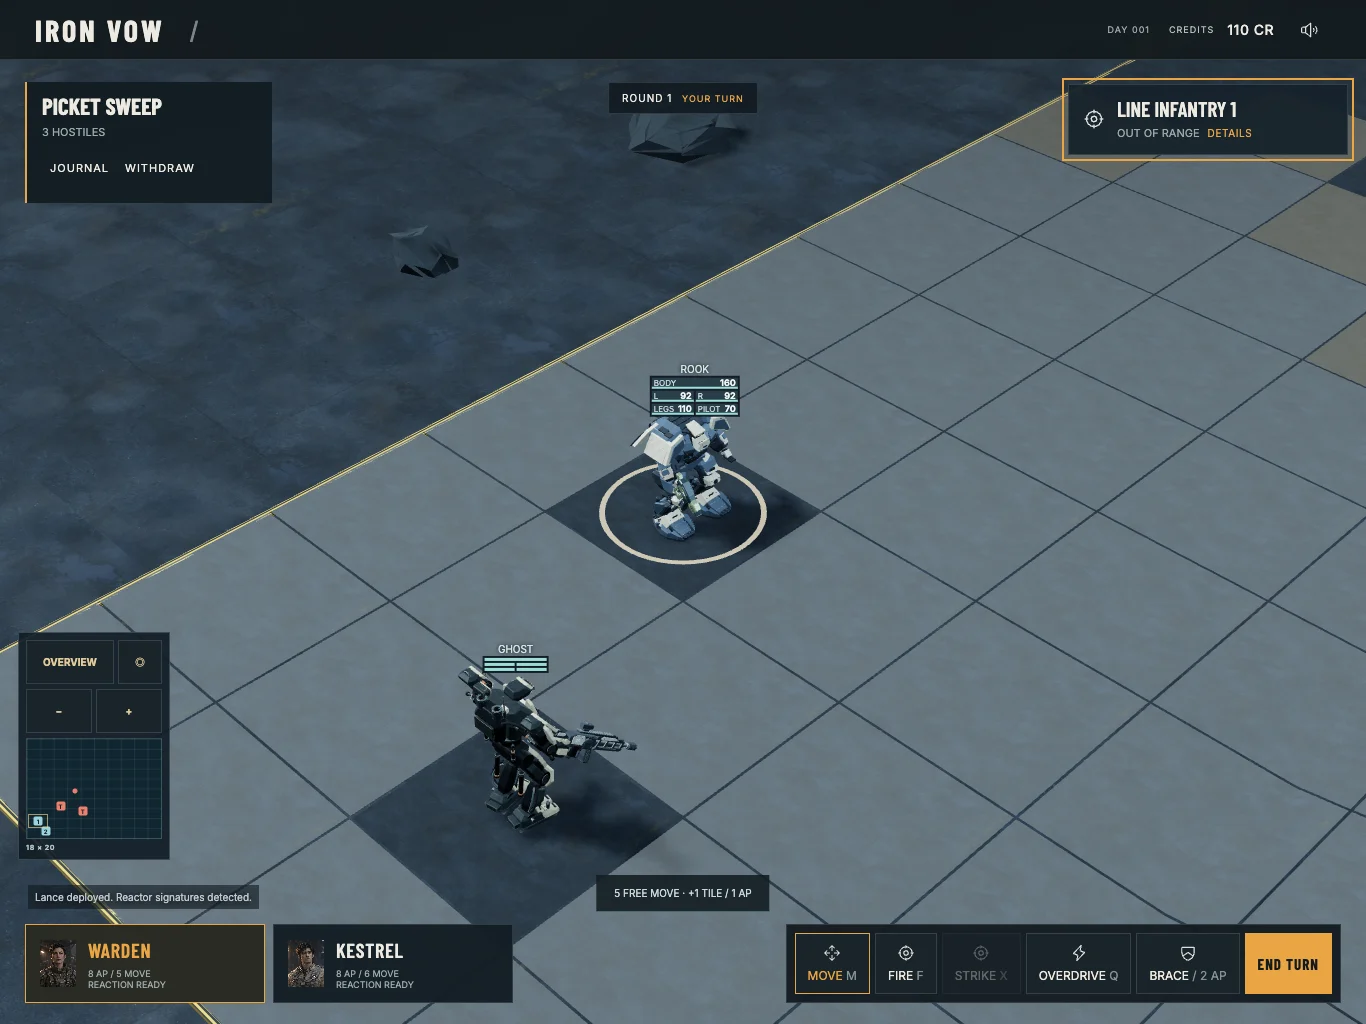 IRON VOW /
DAY 001 CREDITS 110 CR
PICKET SWEEP
3 HOSTILES
JOURNAL WITHDRAW
ROUND 1 YOUR TURN
LINE INFANTRY 1
OUT OF RANGE DETAILS
ROOK
BODY 160
L 92 R 92
LEGS 110 PILOT 70
GHOST
OVERVIEW
- +
T
T
1
2
18 × 20
Lance deployed. Reactor signatures detected.
5 FREE MOVE · +1 TILE / 1 AP
WARDEN
8 AP / 5 MOVE
REACTION READY
KESTREL
8 AP / 6 MOVE
REACTION READY
MOVE M
FIRE F
STRIKE X
OVERDRIVE Q
BRACE / 2 AP
END TURN